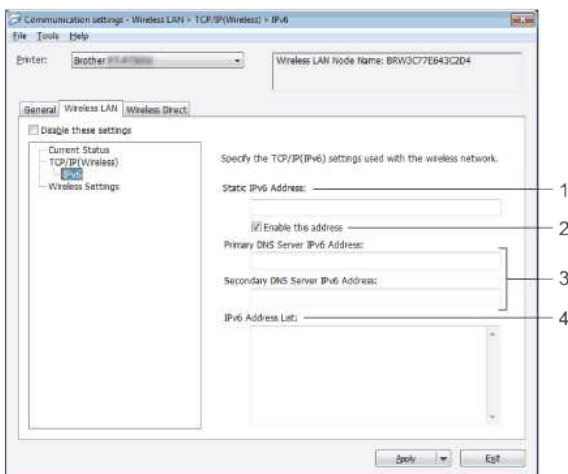 Communication settings - Wireless LAN > TCP/IP(Wireless) > IPv6
File Tools Help
Printer: Brother
Wireless LAN Node Name: BRW3C77E643C2D4
General Wireless LAN Wireless Direct
Disable these settings
Current Status
TCP/IP(Wireless)
IPv6
Wireless Settings
Specify the TCP/IP(IPv6) settings used with the wireless network.
Static IPv6 Address:
1
Enable this address
2
Primary DNS Server IPv6 Address:
3
Secondary DNS Server IPv6 Address:
IPv6 Address List:
4
Apply Exit